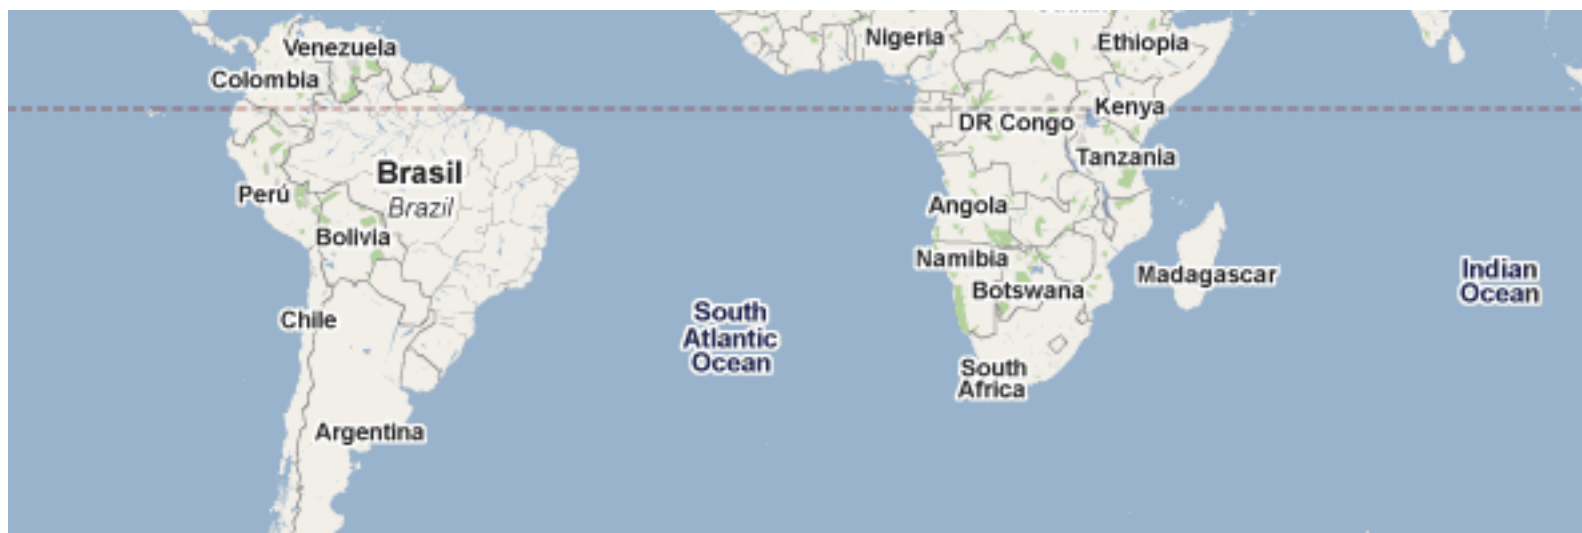 Venezuela
Nigeria
Ethiopia
Colombia
Kenya
DR Congo
Tanzania
Brasil
Brazil
Perú
Angola
Bolivia
Namibia
Madagascar
Indian
Ocean
Botswana
Chile
South
Atlantic
Ocean
South
Africa
Argentina